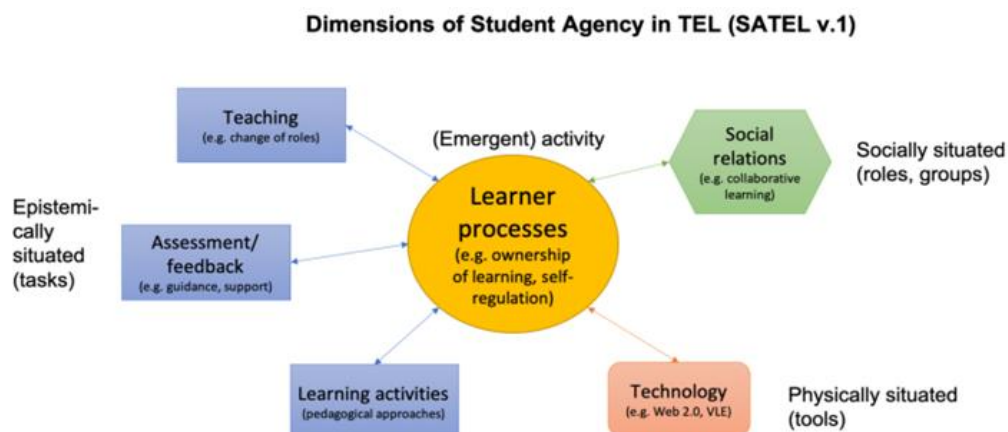 Dimensions of Student Agency in TEL (SATEL v.1)
Teaching
(e.g. change of roles)
(Emergent) activity
Social
relations
(e.g. collaborative
learning)
Socially situated
(roles, groups)
Learner
processes
(e.g. ownership
of learning, self-
regulation)
Epistemi-
cally
situated
(tasks)
Assessment/
feedback
(e.g. guidance, support)
Learning activities
(pedagogical approaches)
Technology
(e.g. Web 2.0, VLE)
Physically situated
(tools)